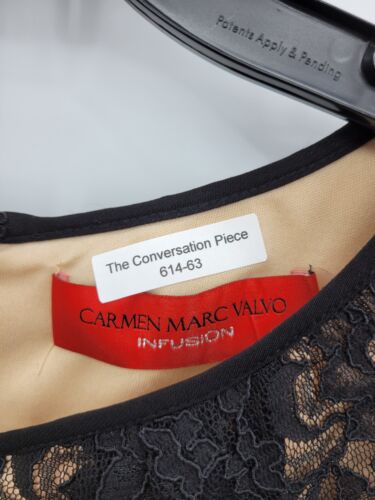 Patents Apply & Pending
The Conversation Piece
614-63
CARMEN MARC VALVO
INFUSION